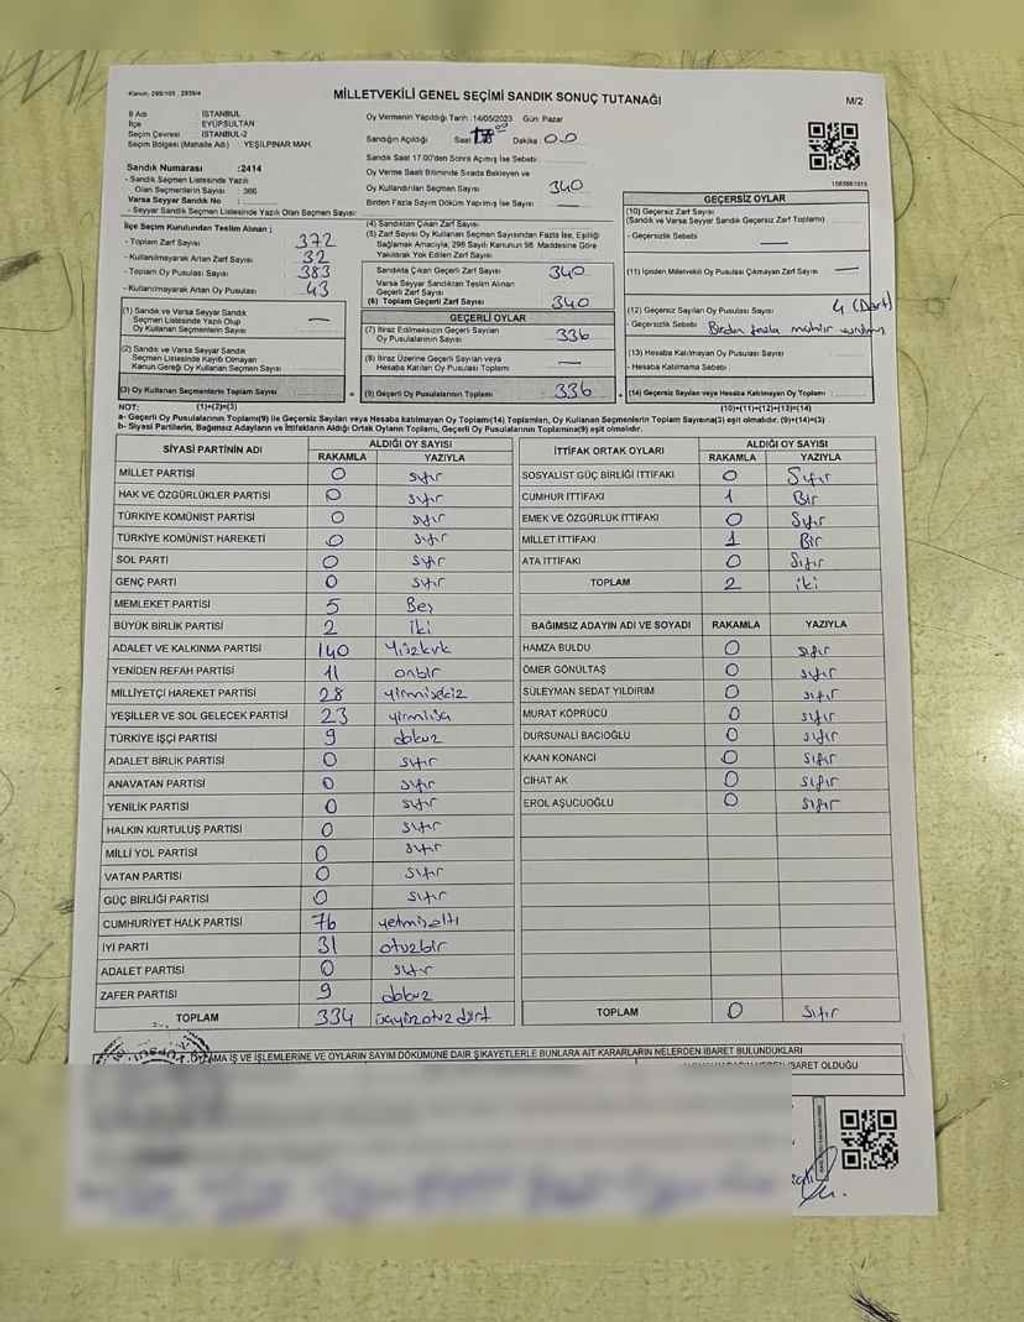 Kanun: 298/105 , 2839/4
MİLLETVEKİLİ GENEL SEÇİMİ SANDIK SONUÇ TUTANAĞI
M/2
İl Adı : İSTANBUL
İlçe : EYÜPSULTAN
Seçim Çevresi : İSTANBUL-2
Seçim Bölgesi (Mahalle Adı) : YEŞİLPINAR MAH.
Sandık Numarası :2414
- Sandık Seçmen Listesinde Yazılı
Olan Seçmenlerin Sayısı : 366
Varsa Seyyar Sandık No :
- Seyyar Sandık Seçmen Listesinde Yazılı Olan Seçmen Sayısı:
Oy Vermenin Yapıldığı Tarih :14/05/2023 Gün: Pazar
Sandığın Açıldığı Saat: 17 00 Dakika: 00
Sandık Saat 17.00'den Sonra Açılmış İse Sebebi:
Oy Verme Saati Bitiminde Sırada Bekleyen ve
Oy Kullandırılan Seçmen Sayısı : 340
Birden Fazla Sayım Döküm Yapılmış İse Sayısı : —
İlçe Seçim Kurulundan Teslim Alınan ;
- Toplam Zarf Sayısı : 372
- Kullanılmayarak Artan Zarf Sayısı : 32
- Toplam Oy Pusulası Sayısı : 383
- Kullanılmayarak Artan Oy Pusulası : 43
(1) Sandık ve Varsa Seyyar Sandık
Seçmen Listesinde Yazılı Olup
Oy Kullanan Seçmenlerin Sayısı : —
(2) Sandık ve Varsa Seyyar Sandık
Seçmen Listesinde Kaydı Olmayan
Kanun Gereği Oy Kullanan Seçmen Sayısı :
(3) Oy Kullanan Seçmenlerin Toplam Sayısı :
(1)+(2)=(3)
(4) Sandıktan Çıkan Zarf Sayısı
(5) Zarf Sayısı Oy Kullanan Seçmen Sayısından Fazla İse, Eşitliği
Sağlamak Amacıyla, 298 Sayılı Kanunun 98. Maddesine Göre
Yakılarak Yok Edilen Zarf Sayısı :
Sandıkta Çıkan Geçerli Zarf Sayısı : 340
Varsa Seyyar Sandıktan Teslim Alınan
Geçerli Zarf Sayısı :
(6) Toplam Geçerli Zarf Sayısı : 340
GEÇERLİ OYLAR
(7) İtiraz Edilmeksizin Geçerli Sayılan
Oy Pusulalarının Sayısı : 336
(8) İtiraz Üzerine Geçerli Sayılan veya
Hesaba Katılan Oy Pusulası Toplamı : —
(9) Geçerli Oy Pusulalarının Toplamı : 336
GEÇERSİZ OYLAR
(10) Geçersiz Zarf Sayısı
(Sandık ve Varsa Seyyar Sandık Geçersiz Zarf Toplamı) :
- Geçersizlik Sebebi : —
(11) İçinden Milletvekili Oy Pusulası Çıkmayan Zarf Sayısı : —
(12) Geçersiz Sayılan Oy Pusulası Sayısı : 4 (Dört)
- Geçersizlik Sebebi : Birden fazla mühür
(13) Hesaba Katılmayan Oy Pusulası Sayısı :
- Hesaba Katılmama Sebebi :
(14) Geçersiz Sayılan veya Hesaba Katılmayan Oy Toplamı :
(10)+(11)+(12)+(13)=(14)
NOT:
a- Geçerli Oy Pusulalarının Toplamı(9) ile Geçersiz Sayılan veya Hesaba katılmayan Oy Toplamı(14) Toplamları, Oy Kullanan Seçmenlerin Toplam Sayısına(3) eşit olmalıdır. (9)+(14)=(3)
b- Siyasi Partilerin, Bağımsız Adayların ve İttifakların Aldığı Ortak Oyların Toplamı, Geçerli Oy Pusulalarının Toplamına(9) eşit olmalıdır.
SİYASİ PARTİNİN ADI ALDIĞI OY SAYISI
RAKAMLA YAZIYLA
MİLLET PARTİSİ 0 sıfır
HAK VE ÖZGÜRLÜKLER PARTİSİ 0 sıfır
TÜRKİYE KOMÜNİST PARTİSİ 0 sıfır
TÜRKİYE KOMÜNİST HAREKETİ 0 sıfır
SOL PARTİ 0 sıfır
GENÇ PARTİ 0 sıfır
MEMLEKET PARTİSİ 5 Beş
BÜYÜK BİRLİK PARTİSİ 2 İki
ADALET VE KALKINMA PARTİSİ 140 Yüzkırk
YENİDEN REFAH PARTİSİ 11 onbir
MİLLİYETÇİ HAREKET PARTİSİ 28 yirmisekiz
YEŞİLLER VE SOL GELECEK PARTİSİ 23 yirmiüç
TÜRKİYE İŞÇİ PARTİSİ 9 dokuz
ADALET BİRLİK PARTİSİ 0 sıfır
ANAVATAN PARTİSİ 0 sıfır
YENİLİK PARTİSİ 0 sıfır
HALKIN KURTULUŞ PARTİSİ 0 sıfır
MİLLİ YOL PARTİSİ 0 sıfır
VATAN PARTİSİ 0 sıfır
GÜÇ BİRLİĞİ PARTİSİ 0 sıfır
CUMHURİYET HALK PARTİSİ 76 yetmişaltı
İYİ PARTİ 31 otuzbir
ADALET PARTİSİ 0 sıfır
ZAFER PARTİSİ 9 dokuz
TOPLAM 334 üçyüzotuz dört
İTTİFAK ORTAK OYLARI ALDIĞI OY SAYISI
RAKAMLA YAZIYLA
SOSYALİST GÜÇ BİRLİĞİ İTTİFAKI 0 Sıfır
CUMHUR İTTİFAKI 1 Bir
EMEK VE ÖZGÜRLÜK İTTİFAKI 0 Sıfır
MİLLET İTTİFAKI 1 Bir
ATA İTTİFAKI 0 Sıfır
TOPLAM 2 iki
BAĞIMSIZ ADAYIN ADI VE SOYADI RAKAMLA YAZIYLA
HAMZA BULDU 0 sıfır
ÖMER GÖNÜLTAŞ 0 sıfır
SÜLEYMAN SEDAT YILDIRIM 0 sıfır
MURAT KÖPRÜCÜ 0 sıfır
DURSUNALİ BACIOĞLU 0 sıfır
KAAN KONANCI 0 sıfır
CİHAT AK 0 sıfır
EROL AŞUCUOĞLU 0 sıfır
TOPLAM 0 Sıfır
İŞ VE İŞLEMLERİNE VE OYLARIN SAYIM DÖKÜMÜNE DAİR ŞİKAYETLERLE BUNLARA AİT KARARLARIN NELERDEN İBARET BULUNDUKLARI
İBARET OLDUĞU